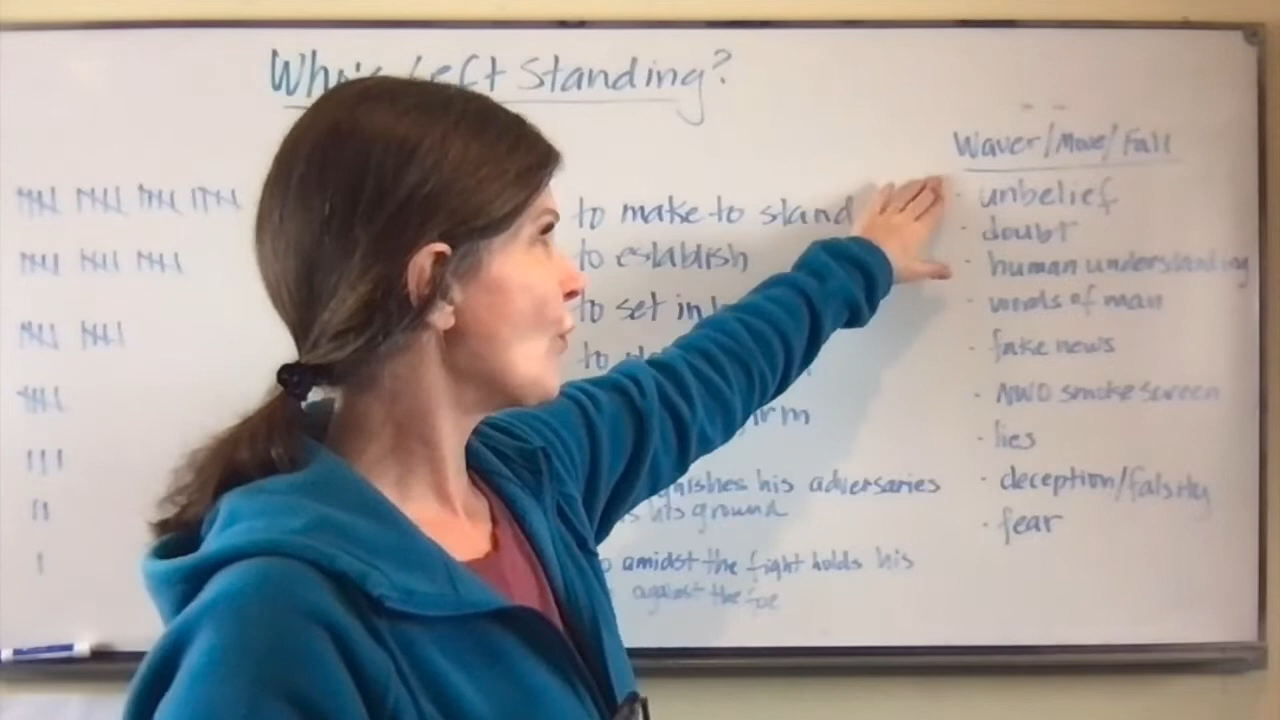 Who's Left Standing?
Waver/Move/Fall
to make to stand
to establish
to set in
to
his adversaries
his ground
amidst the fight holds his
against the foe
- unbelief
- doubt
- human understanding
- words of man
- fake news
- NWO smoke screen
- lies
- deception/falsity
- fear